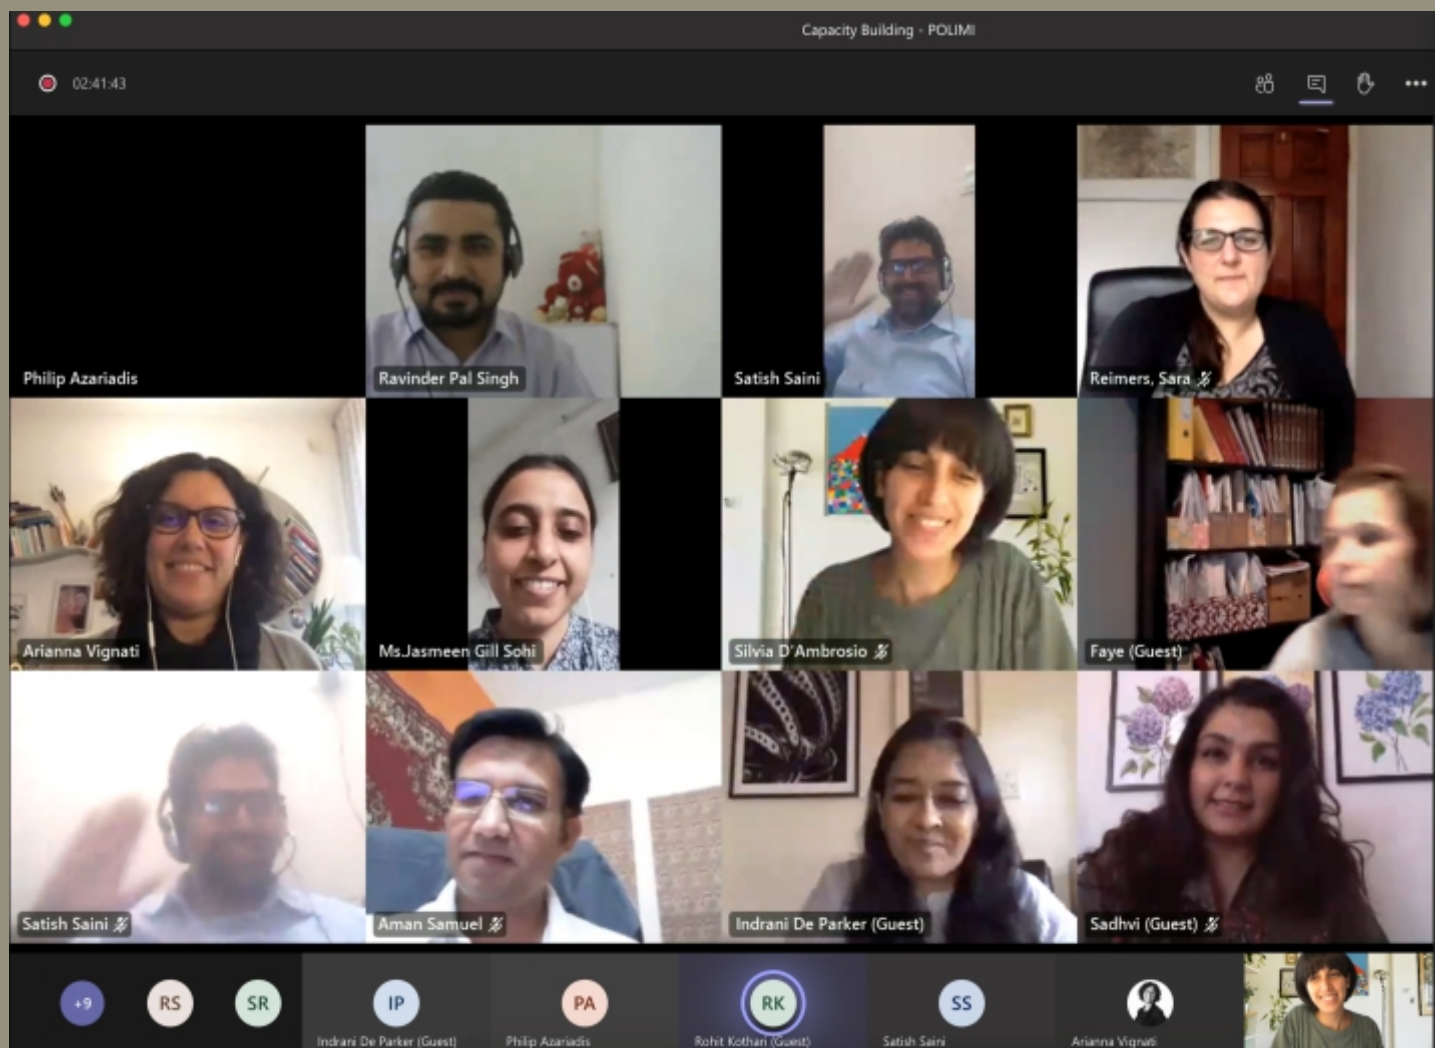 Capacity Building - POLIMI
02:41:43
Philip Azariadis
Ravinder Pal Singh
Satish Saini
Reimers, Sara
Arianna Vignati
Ms.Jasmeen Gill Sohi
Silvia D'Ambrosio
Faye (Guest)
Satish Saini
Aman Samuel
Indrani De Parker (Guest)
Sadhvi (Guest)
+9
RS
SR
IP
PA
RK
SS
Indrani De Parker (Guest)
Philip Azariadis
Rohit Kothari (Guest)
Satish Saini
Arianna Vignati